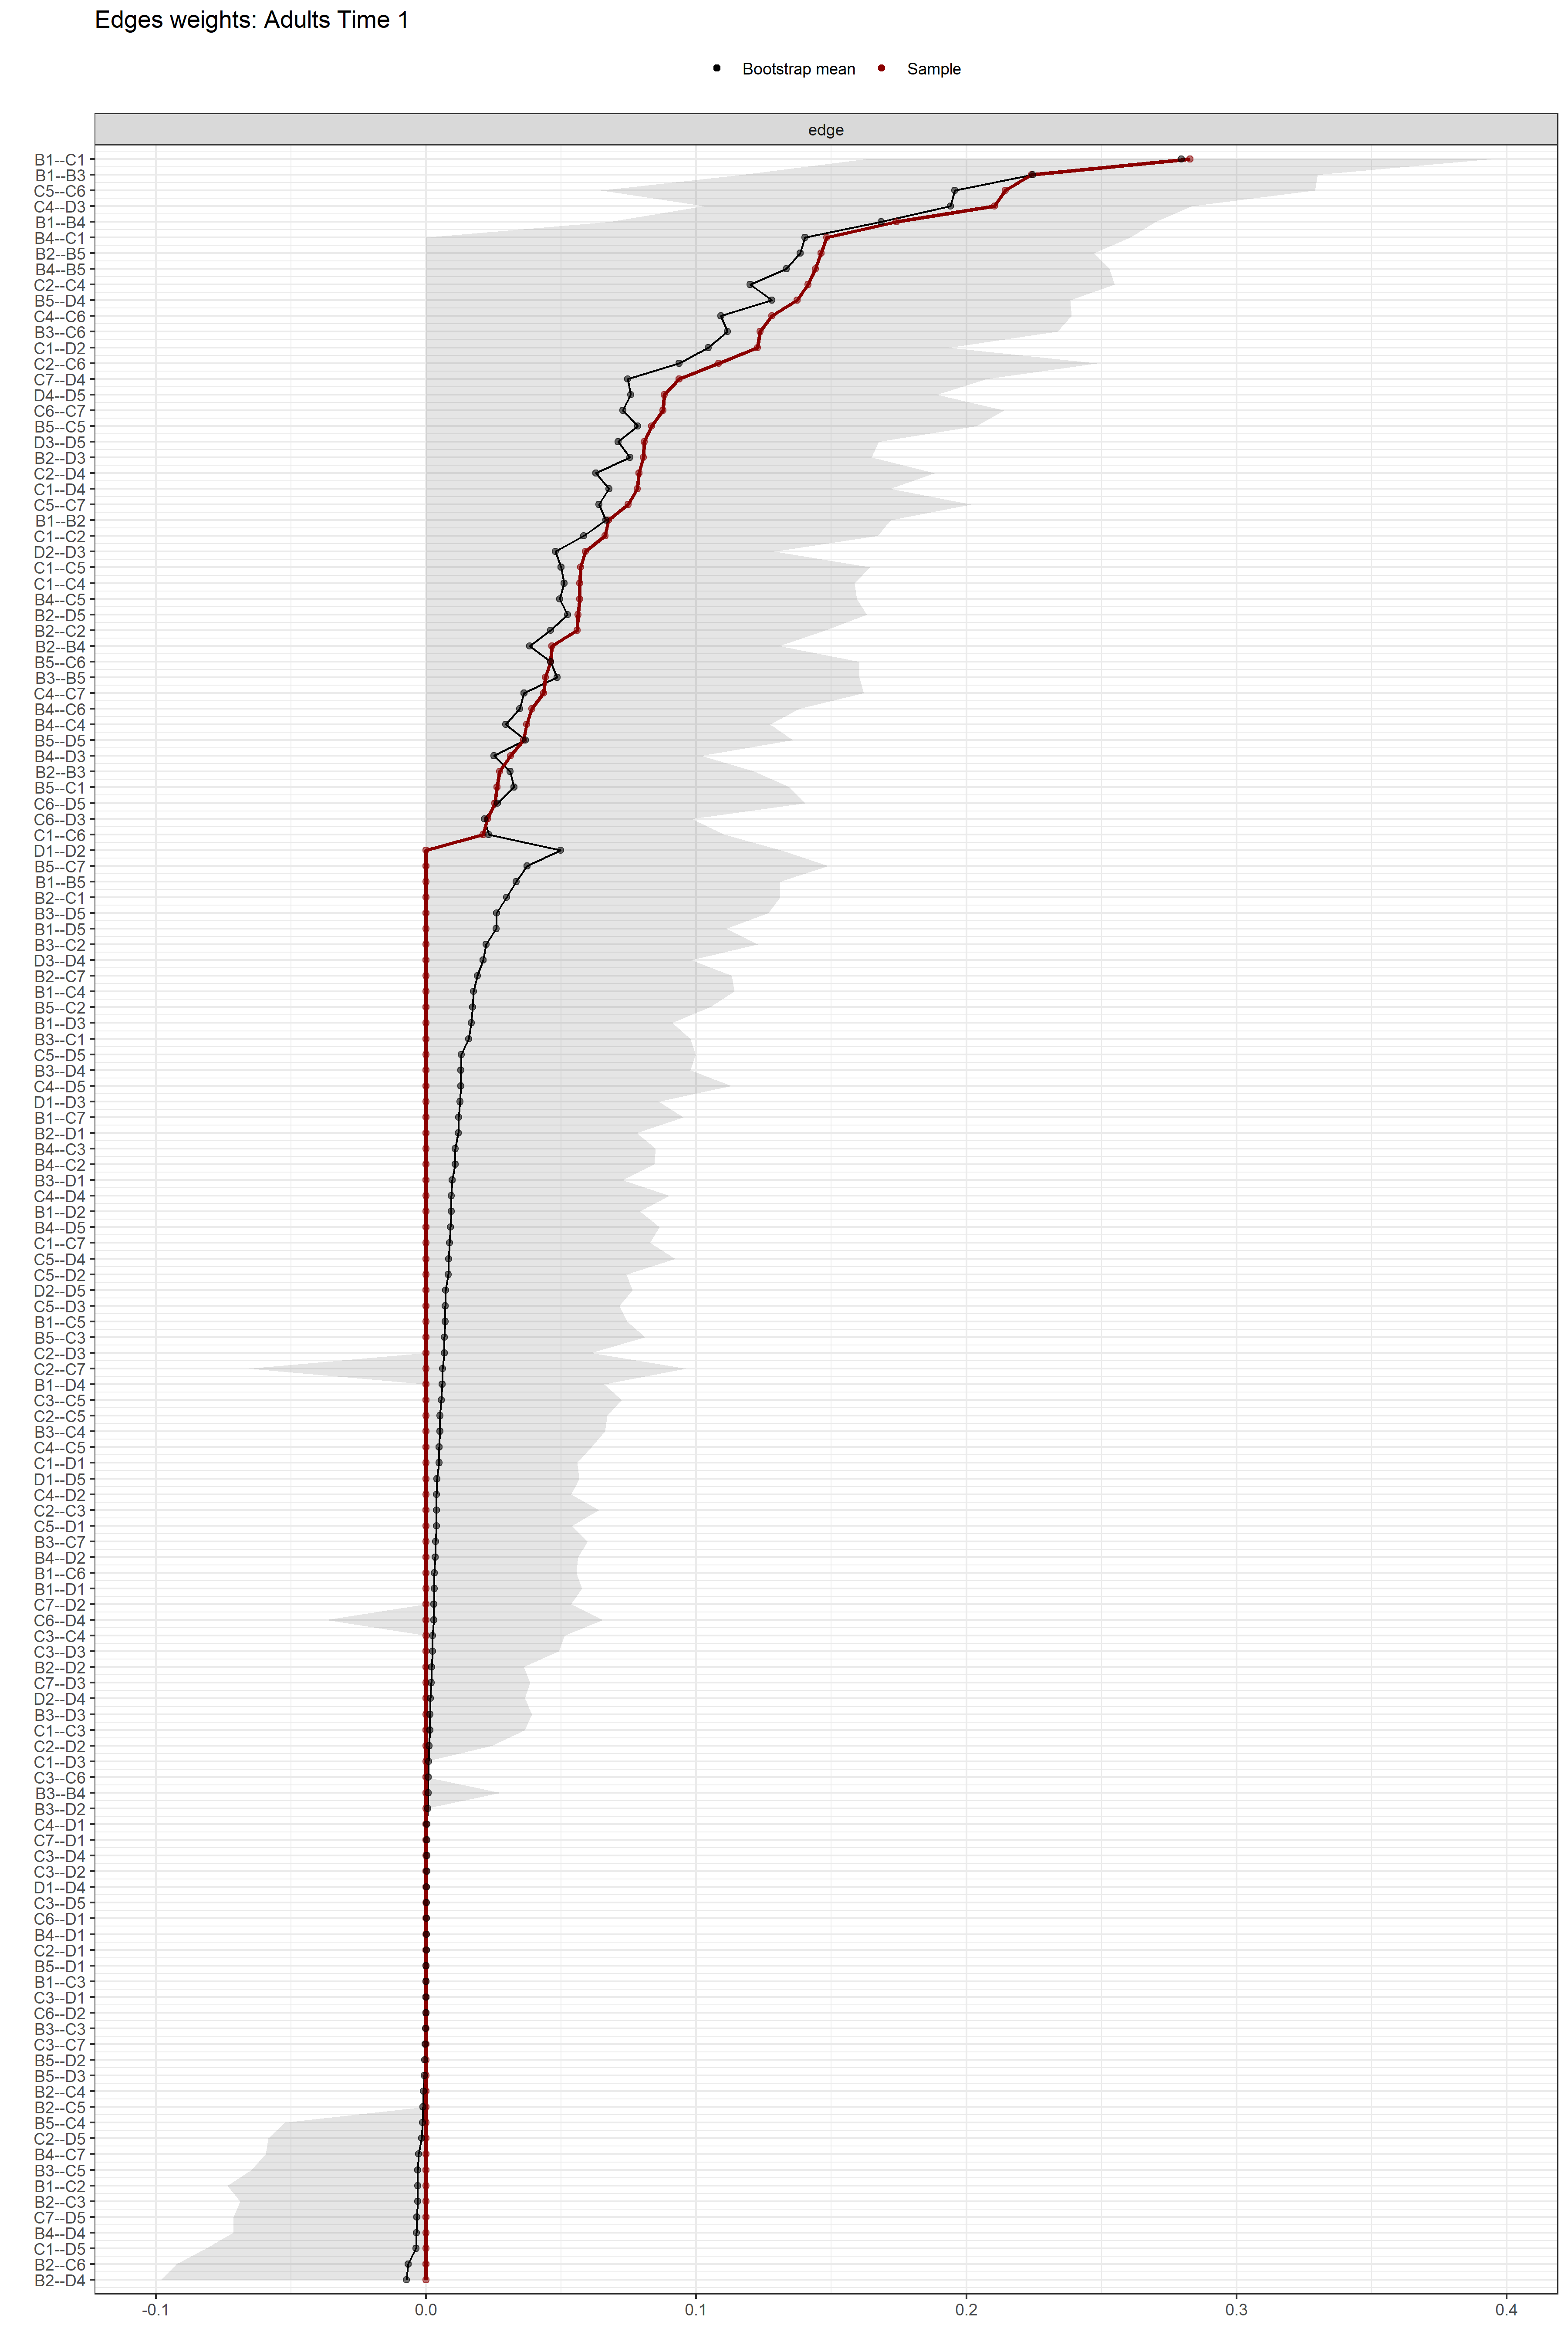 Edges weights: Adults Time 1
Bootstrap mean Sample
edge
B1--C1
B1--B3
C5--C6
C4--D3
B1--B4
B4--C1
B2--B5
B4--B5
C2--C4
B5--D4
C4--C6
B3--C6
C1--D2
C2--C6
C7--D4
D4--D5
C6--C7
B5--C5
D3--D5
B2--D3
C2--D4
C1--D4
C5--C7
B1--B2
C1--C2
D2--D3
C1--C5
C1--C4
B4--C5
B2--D5
B2--C2
B2--B4
B5--C6
B3--B5
C4--C7
B4--C6
B4--C4
B5--D5
B4--D3
B2--B3
B5--C1
C6--D5
C6--D3
C1--C6
D1--D2
B5--C7
B1--B5
B2--C1
B3--D5
B1--D5
B3--C2
D3--D4
B2--C7
B1--C4
B5--C2
B1--D3
B3--C1
C5--D5
B3--D4
C4--D5
D1--D3
B1--C7
B2--D1
B4--C3
B4--C2
B3--D1
C4--D4
B1--D2
B4--D5
C1--C7
C5--D4
C5--D2
D2--D5
C5--D3
B1--C5
B5--C3
C2--D3
C2--C7
B1--D4
C3--C5
C2--C5
B3--C4
C4--C5
C1--D1
D1--D5
C4--D2
C2--C3
C5--D1
B3--C7
B4--D2
B1--C6
B1--D1
C7--D2
C6--D4
C3--C4
C3--D3
B2--D2
C7--D3
D2--D4
B3--D3
C1--C3
C2--D2
C1--D3
C3--C6
B3--B4
B3--D2
C4--D1
C7--D1
C3--D4
C3--D2
D1--D4
C3--D5
C6--D1
B4--D1
C2--D1
B5--D1
B1--C3
C3--D1
C6--D2
B3--C3
C3--C7
B5--D2
B5--D3
B2--C4
B2--C5
B5--C4
C2--D5
B4--C7
B3--C5
B1--C2
B2--C3
C7--D5
B4--D4
C1--D5
B2--C6
B2--D4
-0.1 0.0 0.1 0.2 0.3 0.4